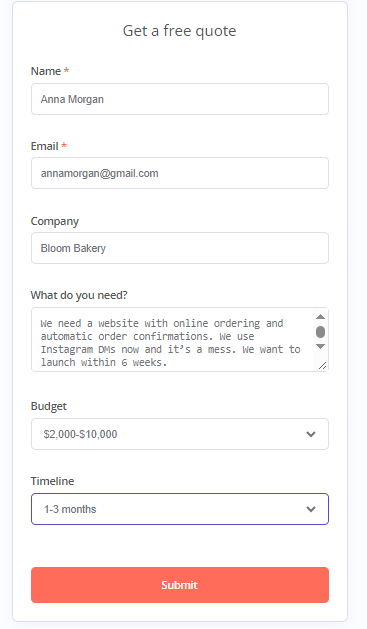 Get a free quote
Name *
Anna Morgan
Email *
annamorgan@gmail.com
Company
Bloom Bakery
What do you need?
We need a website with online ordering and
automatic order confirmations. We use
Instagram DMs now and it’s a mess. We want to
launch within 6 weeks.
Budget
$2,000-$10,000
Timeline
1-3 months
Submit